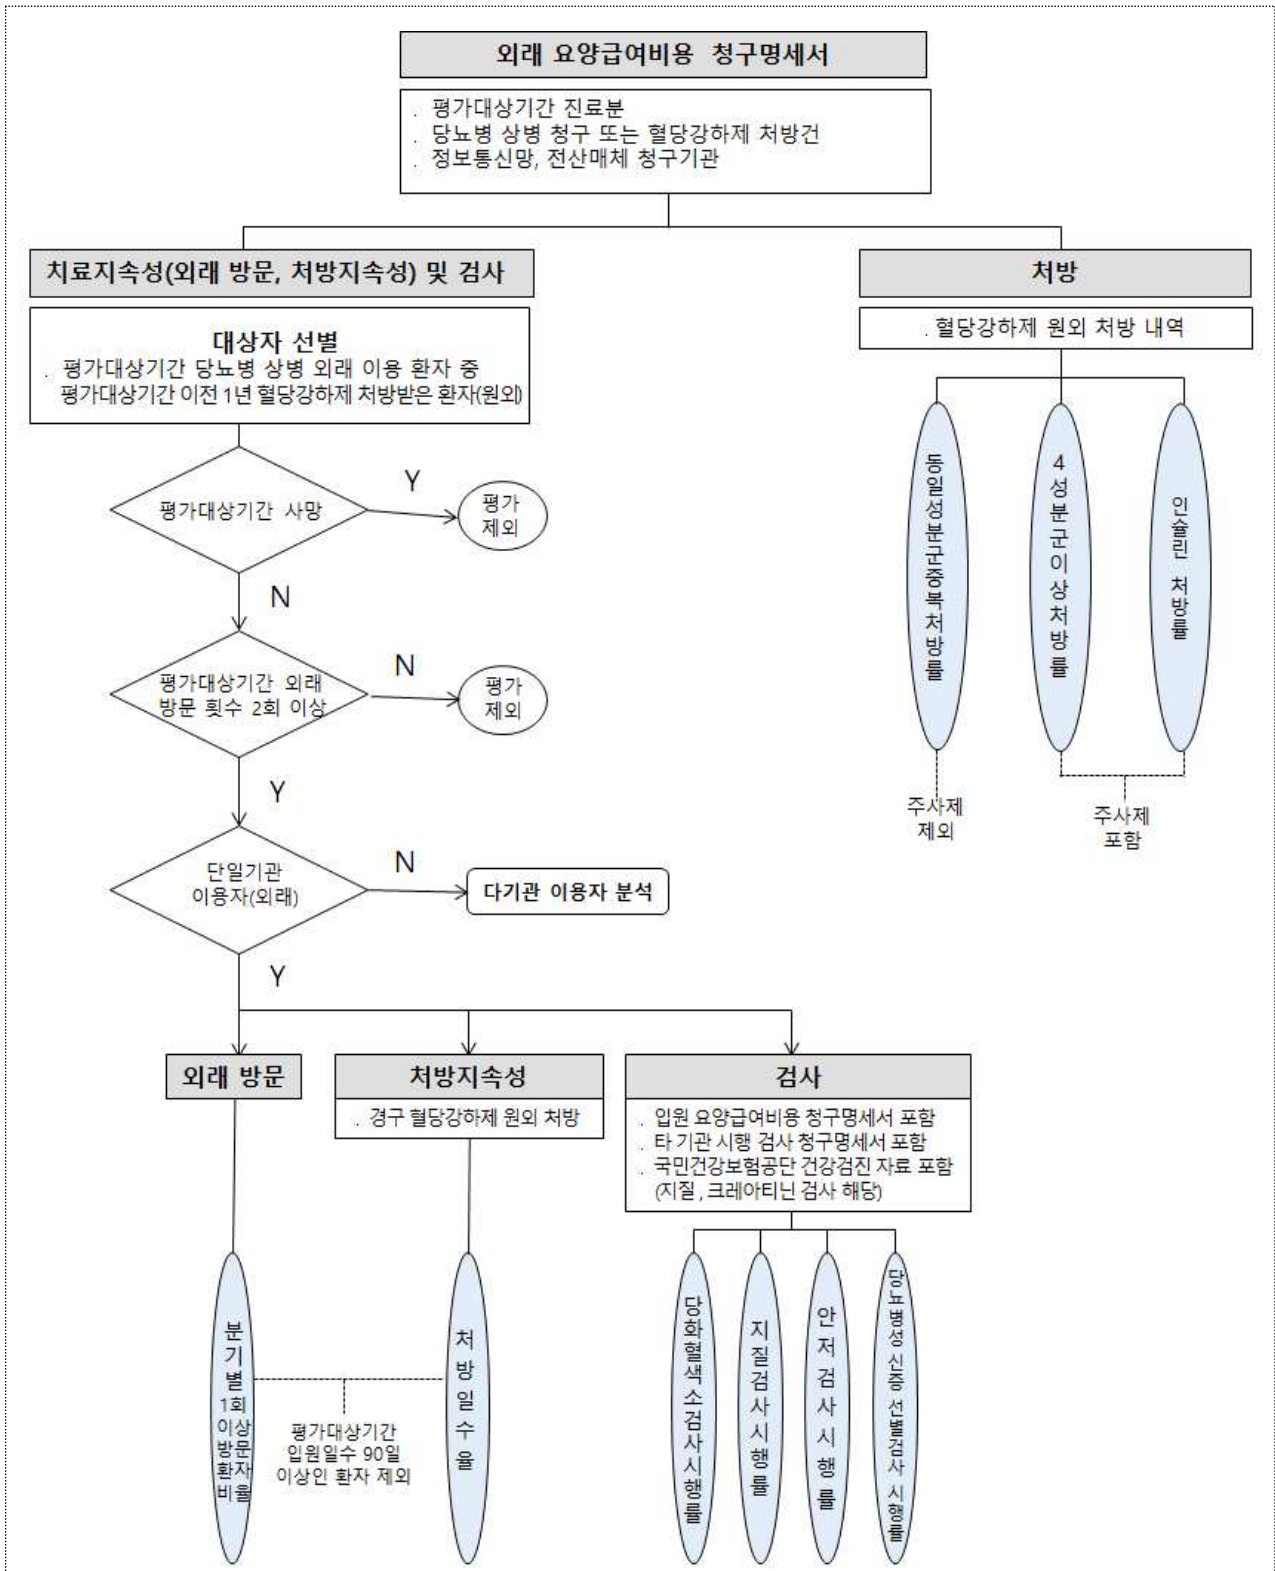 외래 요양급여비용 청구명세서
. 평가대상기간 진료분
. 당뇨병 상병 청구 또는 혈당강하제 처방건
. 정보통신망, 전산매체 청구기관
치료지속성(외래 방문, 처방지속성) 및 검사
대상자 선별
. 평가대상기간 당뇨병 상병 외래 이용 환자 중
평가대상기간 이전 1년 혈당강하제 처방받은 환자(원외)
평가대상기간 사망
Y
평가
제외
N
평가대상기간 외래
방문 횟수 2회 이상
N
평가
제외
Y
단일기관
이용자(외래)
N
다기관 이용자 분석
Y
처방
. 혈당강하제 원외 처방 내역
동일성분군중복처방률
4성분군이상처방률
인슐린 처방률
주사제
제외
주사제
포함
외래 방문
처방지속성
. 경구 혈당강하제 원외 처방
검사
. 입원 요양급여비용 청구명세서 포함
. 타 기관 시행 검사 청구명세서 포함
. 국민건강보험공단 건강검진 자료 포함
(지질, 크레아티닌 검사 해당)
분기별
1회
이상
방문
환자
비율
처방일수율
평가대상기간
입원일수 90일
이상인 환자 제외
당화혈색소검사시행률
지질검사시행률
안저검사시행률
당뇨병성 신증 선별검사 시행률